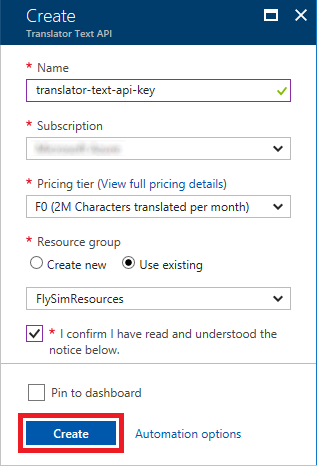 Create
Translator Text API
* Name
translator-text-api-key
* Subscription
* Pricing tier (View full pricing details)
F0 (2M Characters translated per month)
* Resource group
Create new Use existing
FlySimResources
* I confirm I have read and understood the
notice below.
Pin to dashboard
Create Automation options